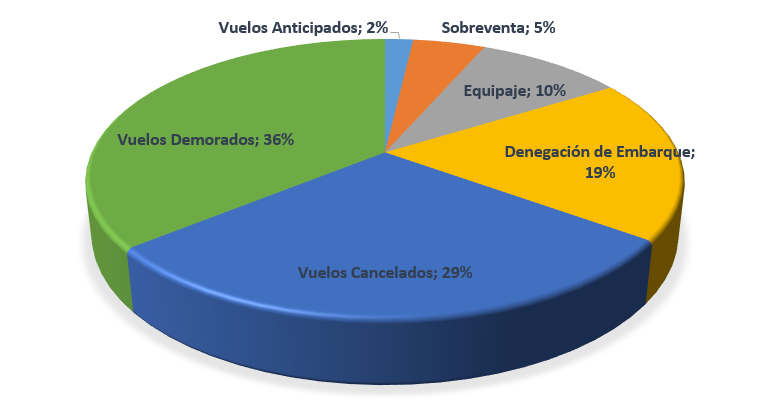 Vuelos Anticipados; 2%
Sobreventa; 5%
Equipaje; 10%
Vuelos Demorados; 36%
Denegación de Embarque;
19%
Vuelos Cancelados; 29%